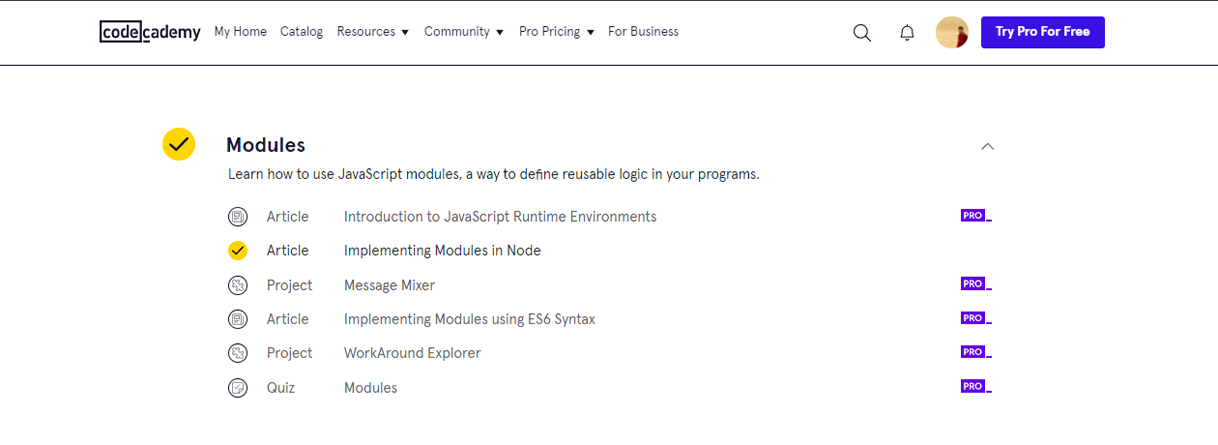 codecademy My Home Catalog Resources Community Pro Pricing For Business Try Pro For Free
Modules
Learn how to use JavaScript modules, a way to define reusable logic in your programs.
Article Introduction to JavaScript Runtime Environments PRO
Article Implementing Modules in Node
Project Message Mixer PRO
Article Implementing Modules using ES6 Syntax PRO
Project WorkAround Explorer PRO
Quiz Modules PRO